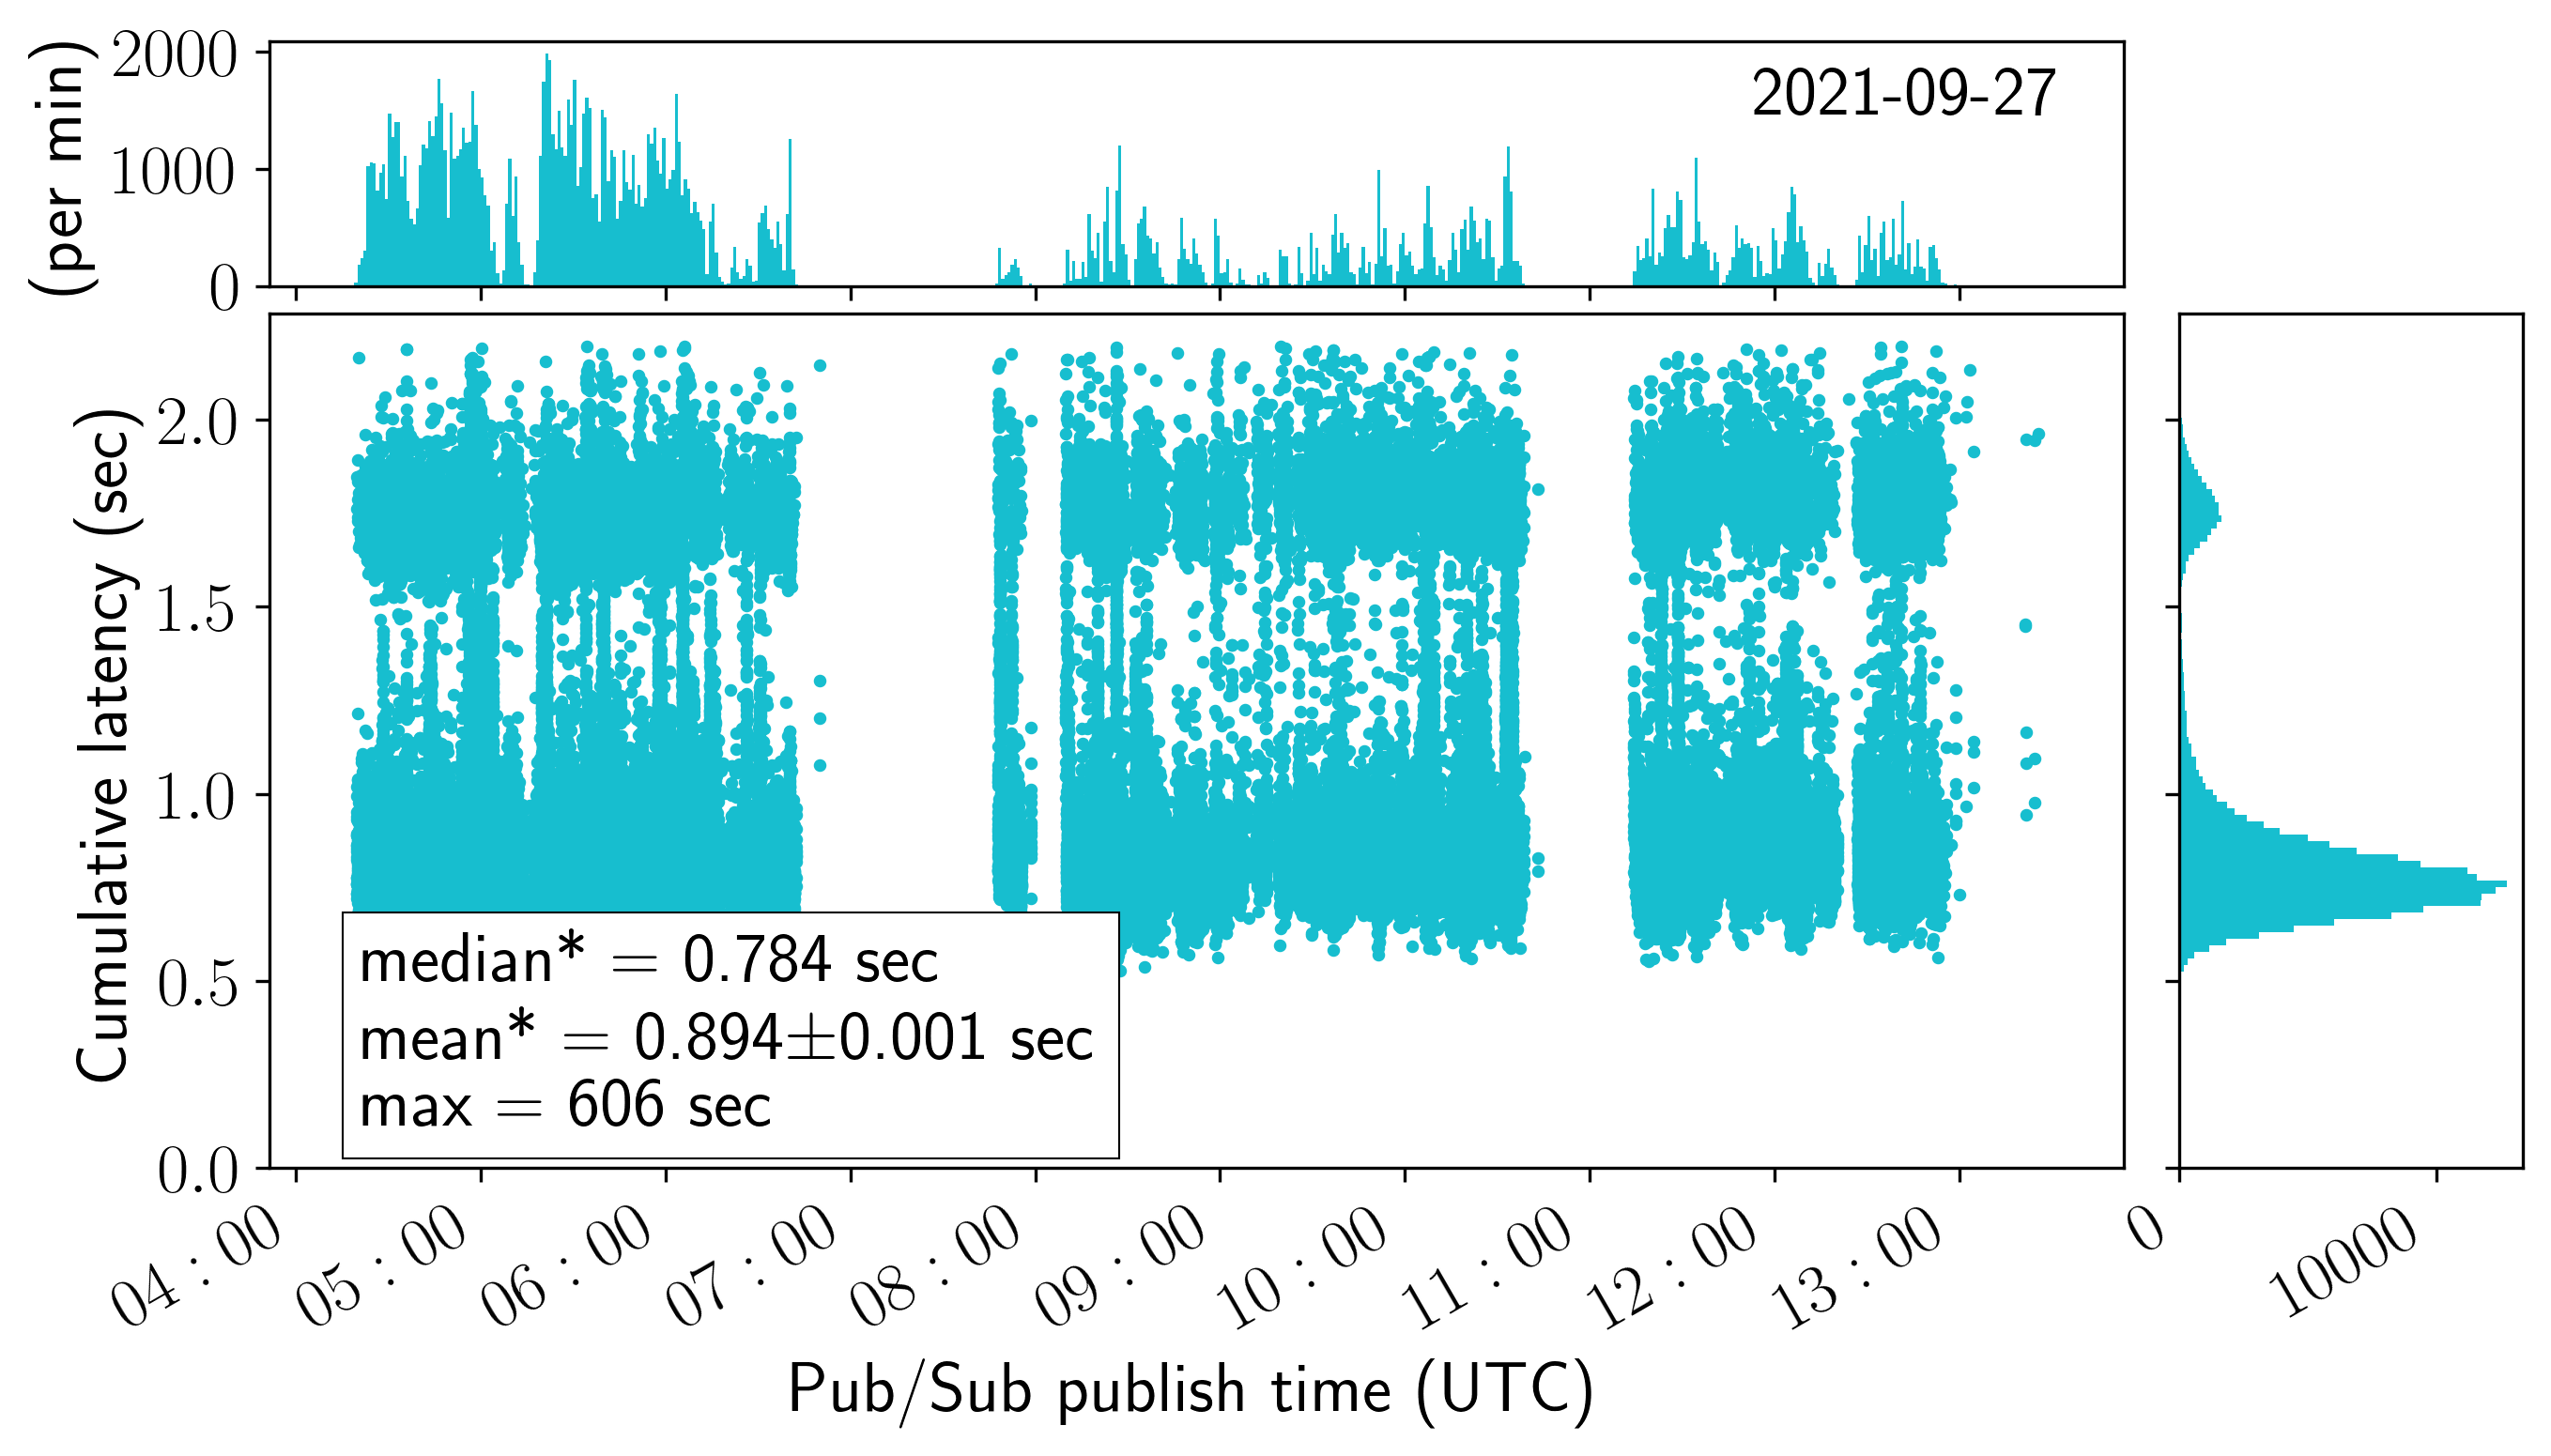 (per min)
2000
1000
0
2021-09-27
Cumulative latency (sec)
2.0
1.5
1.0
0.5
0.0
median* = 0.784 sec
mean* = 0.894±0.001 sec
max = 606 sec
04 : 00
05 : 00
06 : 00
07 : 00
08 : 00
09 : 00
10 : 00
11 : 00
12 : 00
13 : 00
0
10000
Pub/Sub publish time (UTC)